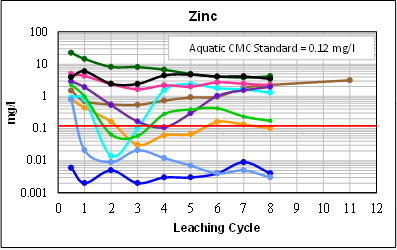 Zinc
100
10
1
0.1
0.01
0.001
mg/l
Aquatic CMC Standard = 0.12 mg/l
0 1 2 3 4 5 6 7 8 9 10 11 12
Leaching Cycle